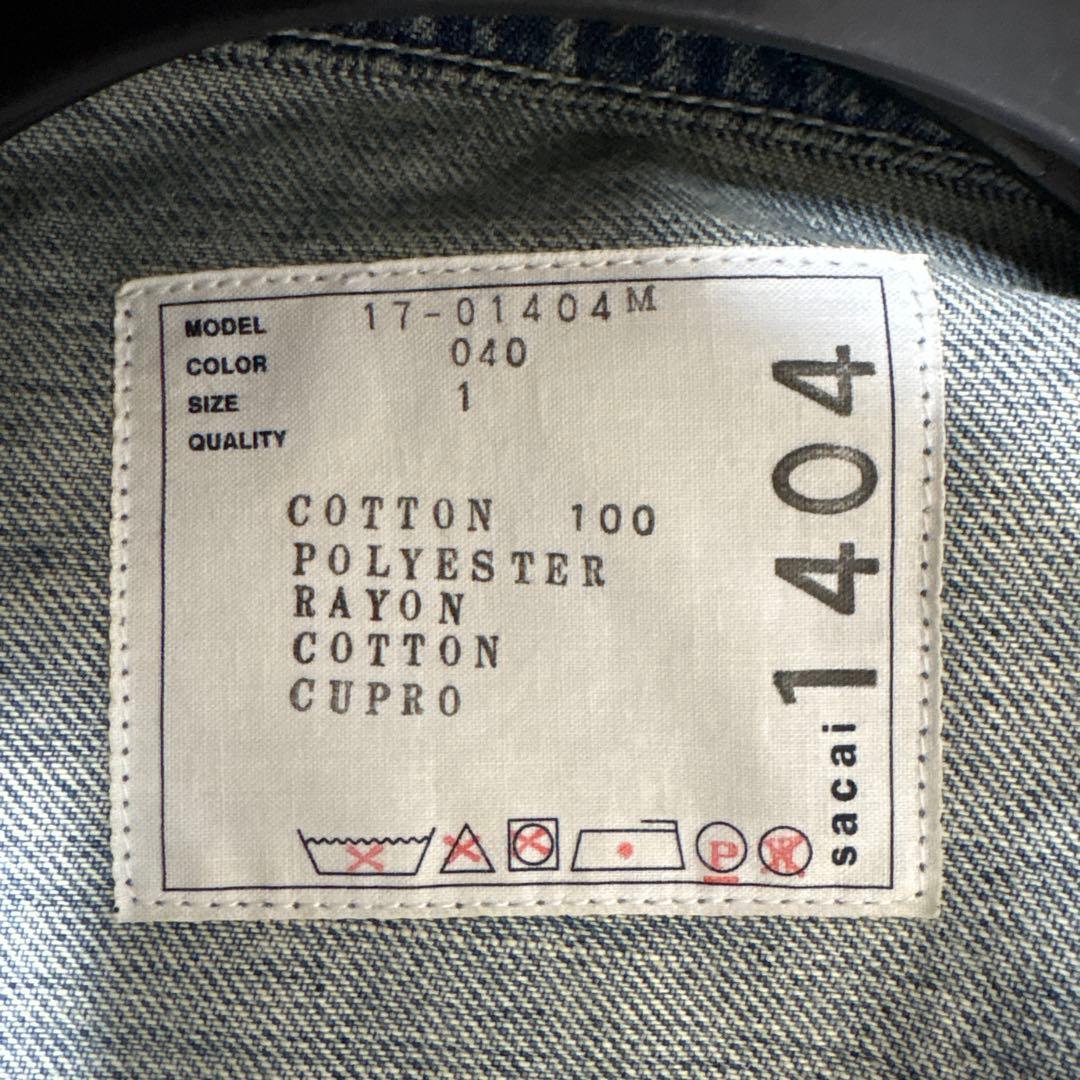 MODEL 17-01404M
COLOR 040
SIZE 1
QUALITY
COTTON 100
POLYESTER
RAYON
COTTON
CUPRO
P W
sacai 1404